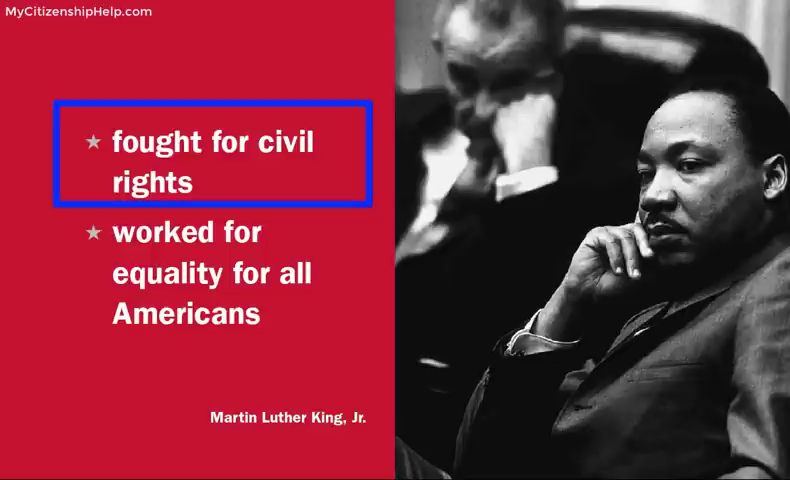 MyCitizenshipHelp.com
★ fought for civil
rights
★ worked for
equality for all
Americans
Martin Luther King, Jr.